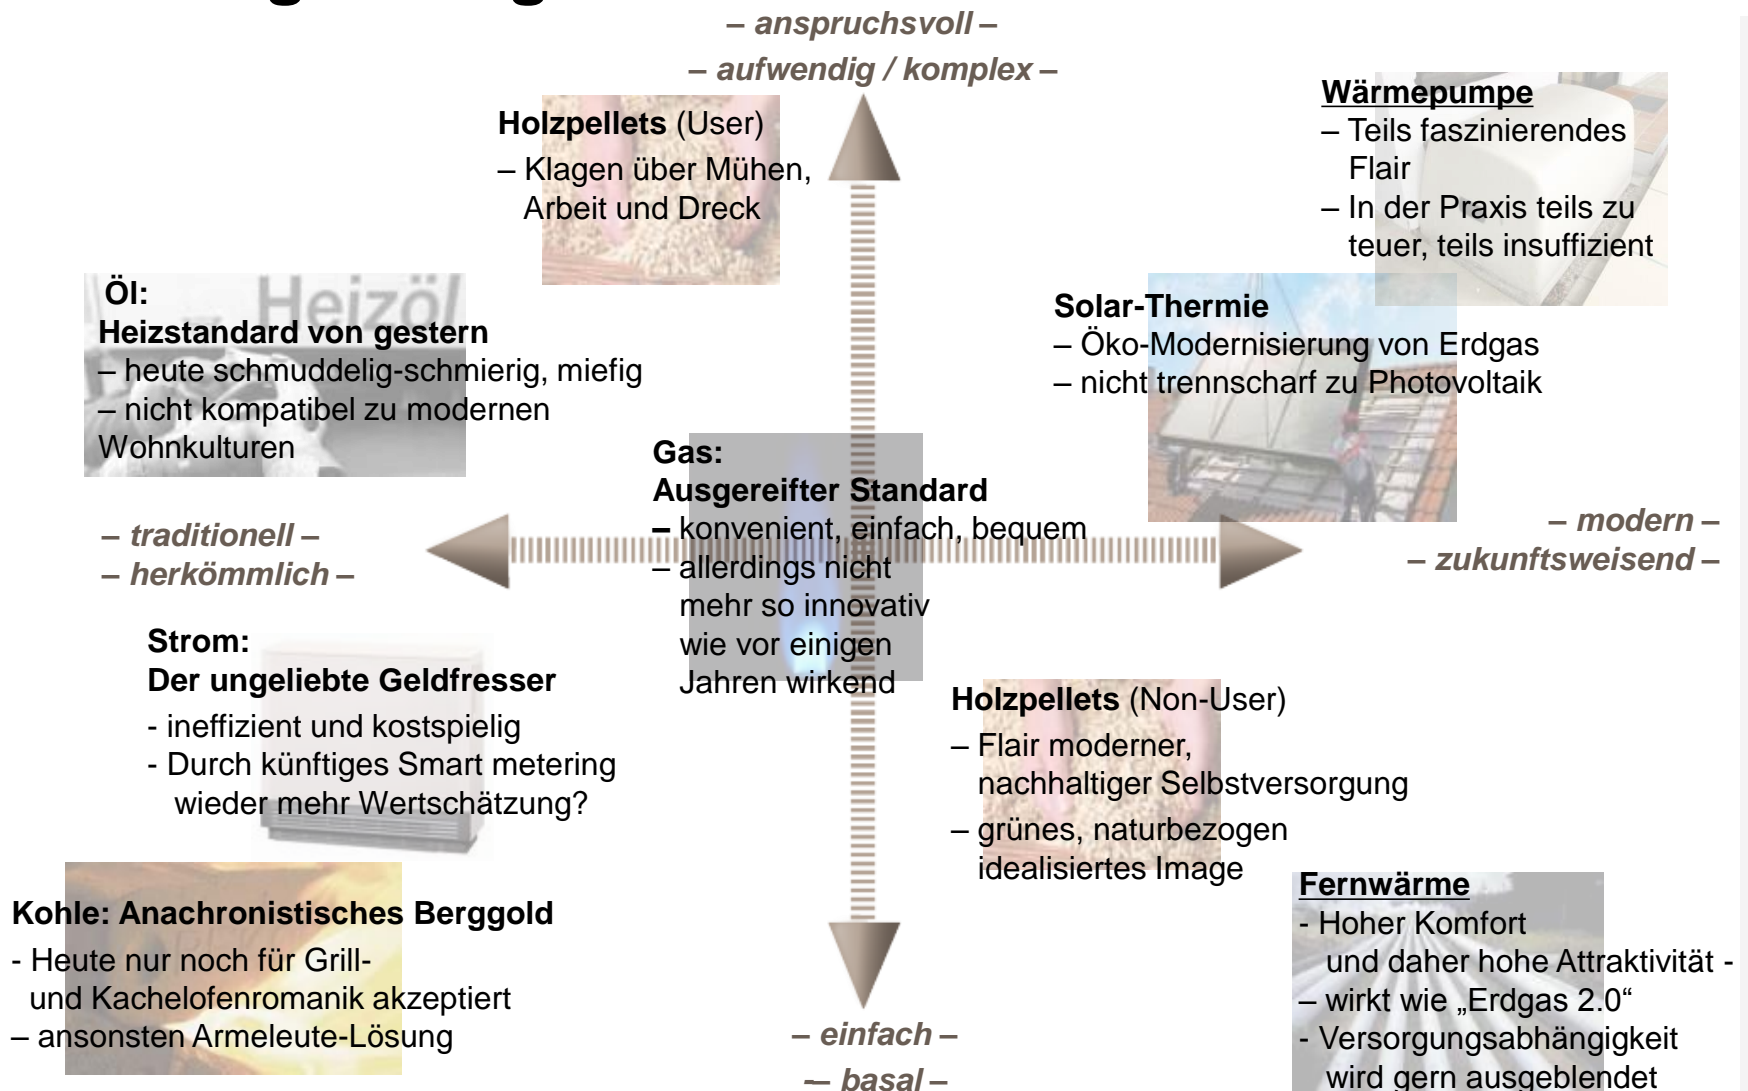 – anspruchsvoll –
– aufwendig / komplex –
Holzpellets (User)
– Klagen über Mühen,
Arbeit und Dreck
Wärmepumpe
– Teils faszinierendes
Flair
– In der Praxis teils zu
teuer, teils insuffizient
Öl:
Heizöl
Heizstandard von gestern
– heute schmuddelig-schmierig, miefig
– nicht kompatibel zu modernen
Wohnkulturen
Solar-Thermie
– Öko-Modernisierung von Erdgas
– nicht trennscharf zu Photovoltaik
Gas:
Ausgereifter Standard
– konvenient, einfach, bequem
– allerdings nicht
mehr so innovativ
wie vor einigen
Jahren wirkend
– traditionell –
– herkömmlich –
– modern –
– zukunftsweisend –
Strom:
Der ungeliebte Geldfresser
- ineffizient und kostspielig
- Durch künftiges Smart metering
wieder mehr Wertschätzung?
Holzpellets (Non-User)
– Flair moderner,
nachhaltiger Selbstversorgung
– grünes, naturbezogen
idealisiertes Image
Kohle: Anachronistisches Berggold
- Heute nur noch für Grill-
und Kachelofenromanik akzeptiert
– ansonsten Armeleute-Lösung
Fernwärme
- Hoher Komfort
und daher hohe Attraktivität -
– wirkt wie „Erdgas 2.0“
- Versorgungsabhängigkeit
wird gern ausgeblendet
– einfach –
–– basal –